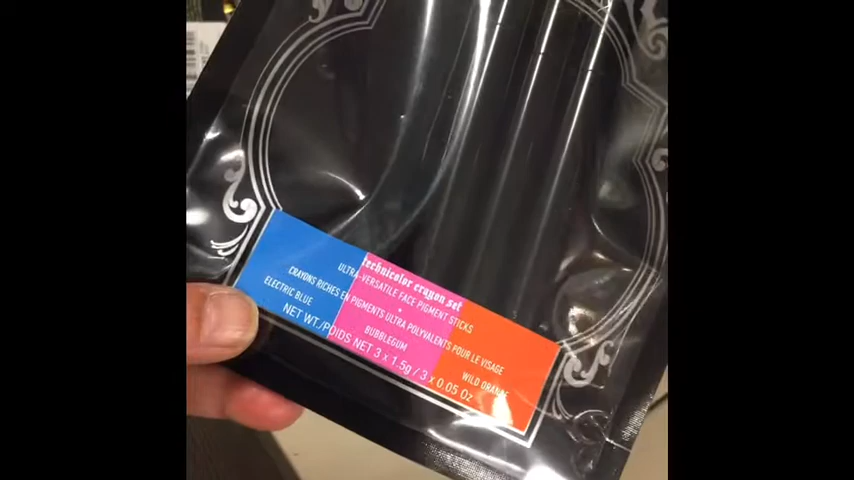 technicolor crayon set
ULTRA-VERSATILE FACE PIGMENT STICKS
•
CRAYONS RICHES EN PIGMENTS ULTRA POLYVALENTS POUR LE VISAGE
ELECTRIC BLUE BUBBLEGUM WILD ORANGE
NET WT./POIDS NET 3 x 1.5g / 3 x 0.05 Oz